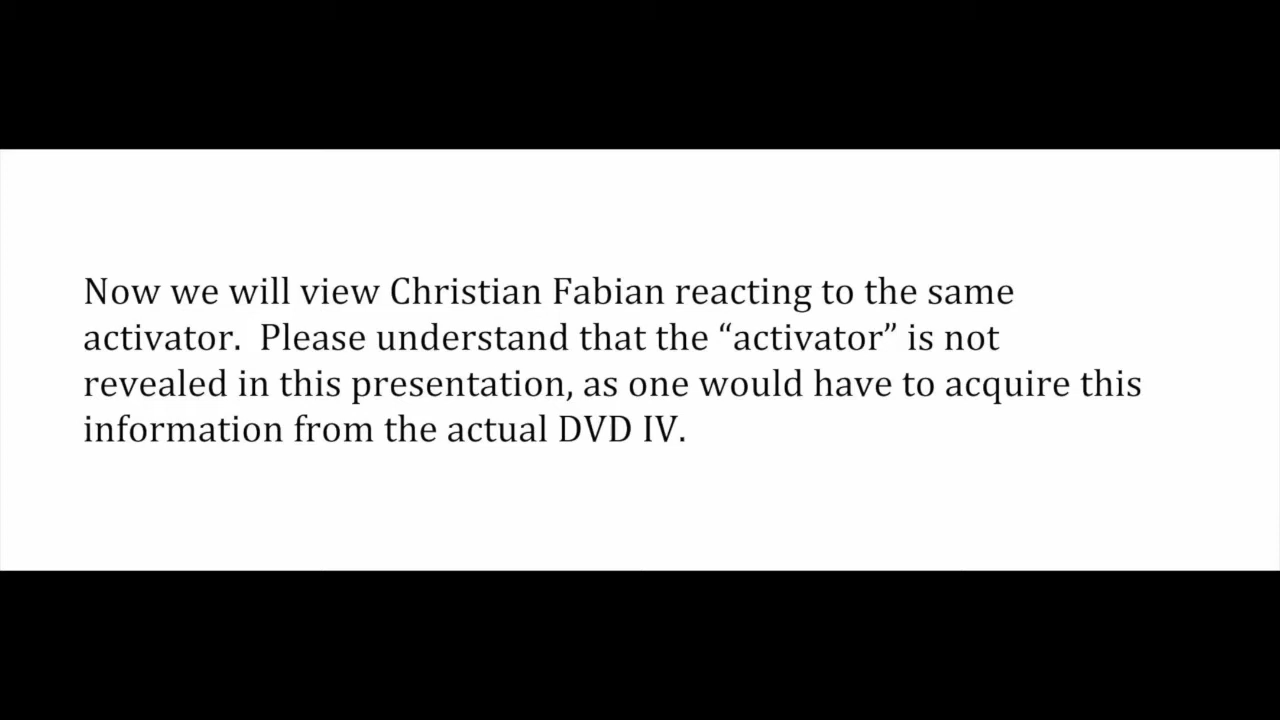 Now we will view Christian Fabian reacting to the same
activator.  Please understand that the “activator” is not
revealed in this presentation, as one would have to acquire this
information from the actual DVD IV.